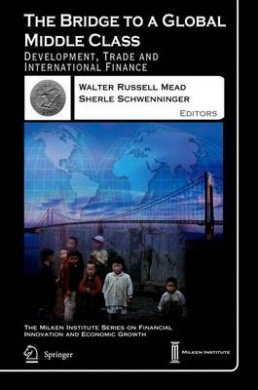 THE BRIDGE TO A GLOBAL
MIDDLE CLASS
DEVELOPMENT, TRADE AND
INTERNATIONAL FINANCE
WALTER RUSSELL MEAD
SHERLE SCHWENNINGER
EDITORS
THE MILKEN INSTITUTE SERIES ON FINANCIAL
INNOVATION AND ECONOMIC GROWTH
Springer
MILKEN INSTITUTE